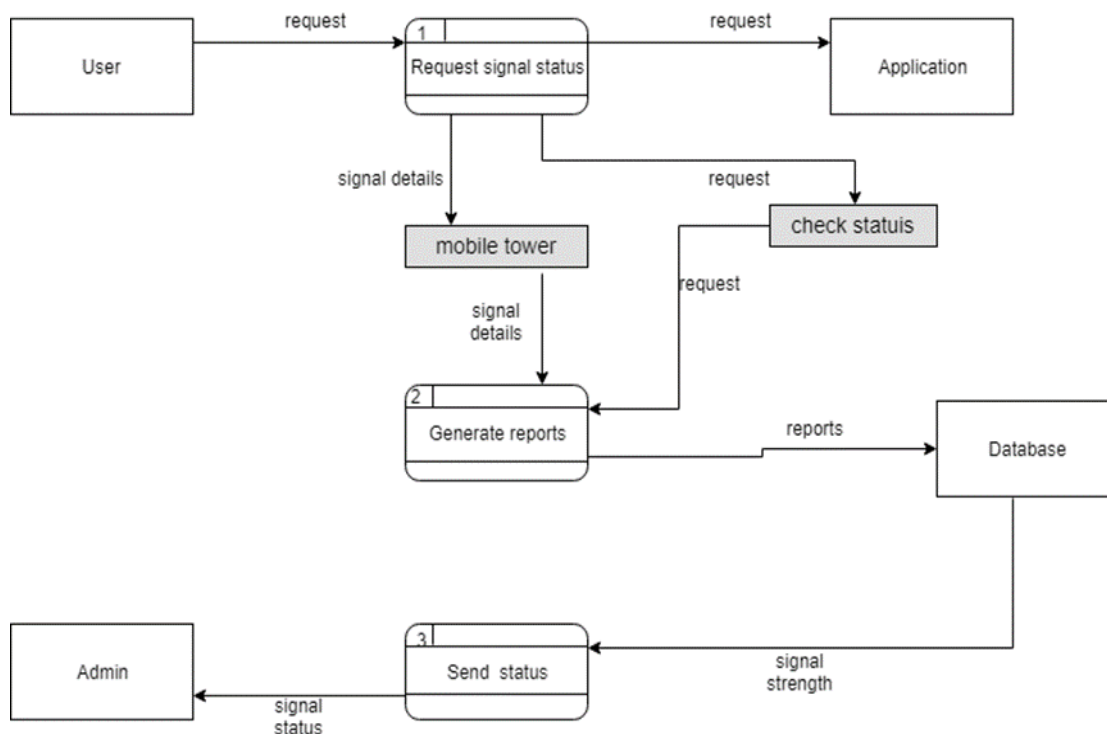 request
1
request
User
Request signal status
Application
signal details
request
mobile tower
check statuis
signal
details
request
2
Generate reports
reports
Database
3
Admin
Send status
signal
strength
signal
status